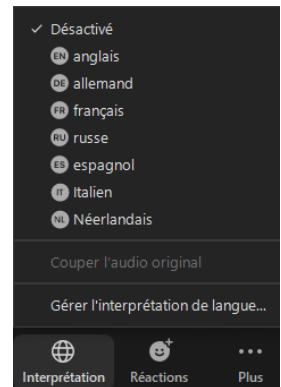 Désactivé
EN anglais
DE allemand
FR français
RU russe
ES espagnol
IT Italien
NL Néerlandais
Couper l'audio original
Gérer l'interprétation de langue...
Interprétation Réactions Plus